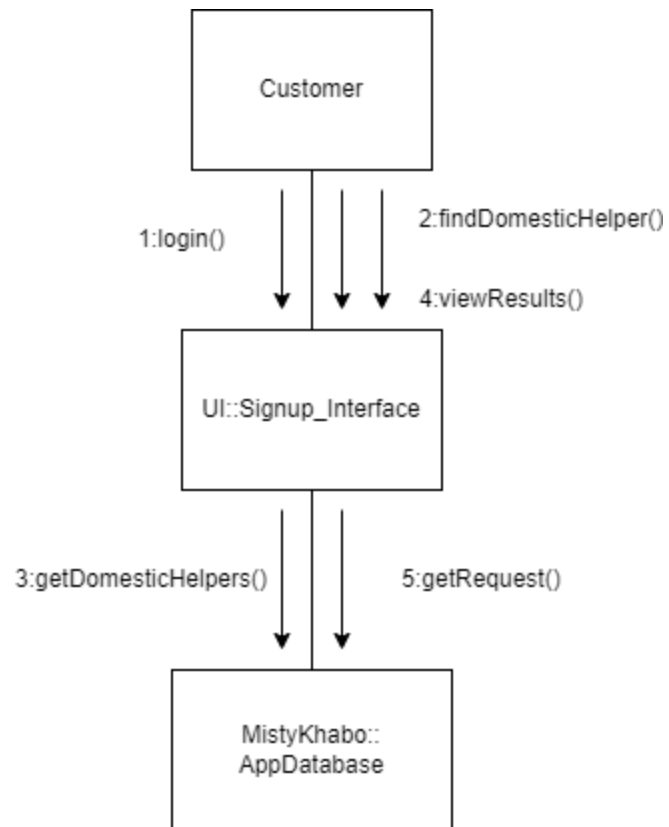 Customer
1:login()
2:findDomesticHelper()
4:viewResults()
UI::Signup_Interface
3:getDomesticHelpers()
5:getRequest()
MistyKhabo::
AppDatabase